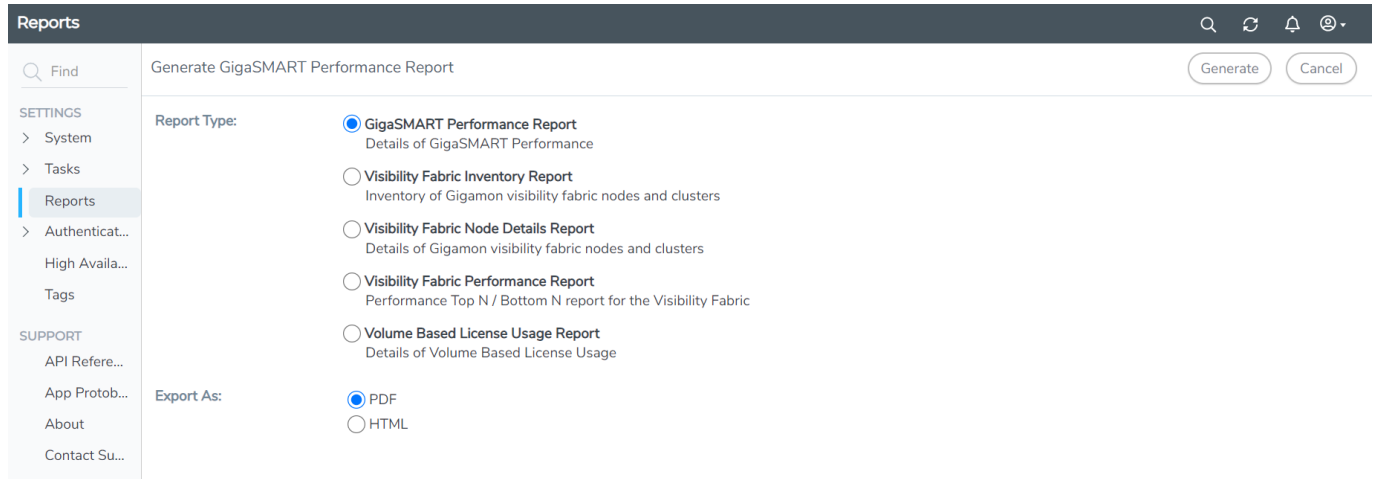 Reports
Find
Generate GigaSMART Performance Report
Generate
Cancel
SETTINGS
System
Tasks
Reports
Authenticat...
High Availa...
Tags
SUPPORT
API Refere...
App Protob...
About
Contact Su...
Report Type:
GigaSMART Performance Report
Details of GigaSMART Performance
Visibility Fabric Inventory Report
Inventory of Gigamon visibility fabric nodes and clusters
Visibility Fabric Node Details Report
Details of Gigamon visibility fabric nodes and clusters
Visibility Fabric Performance Report
Performance Top N / Bottom N report for the Visibility Fabric
Volume Based License Usage Report
Details of Volume Based License Usage
Export As:
PDF
HTML